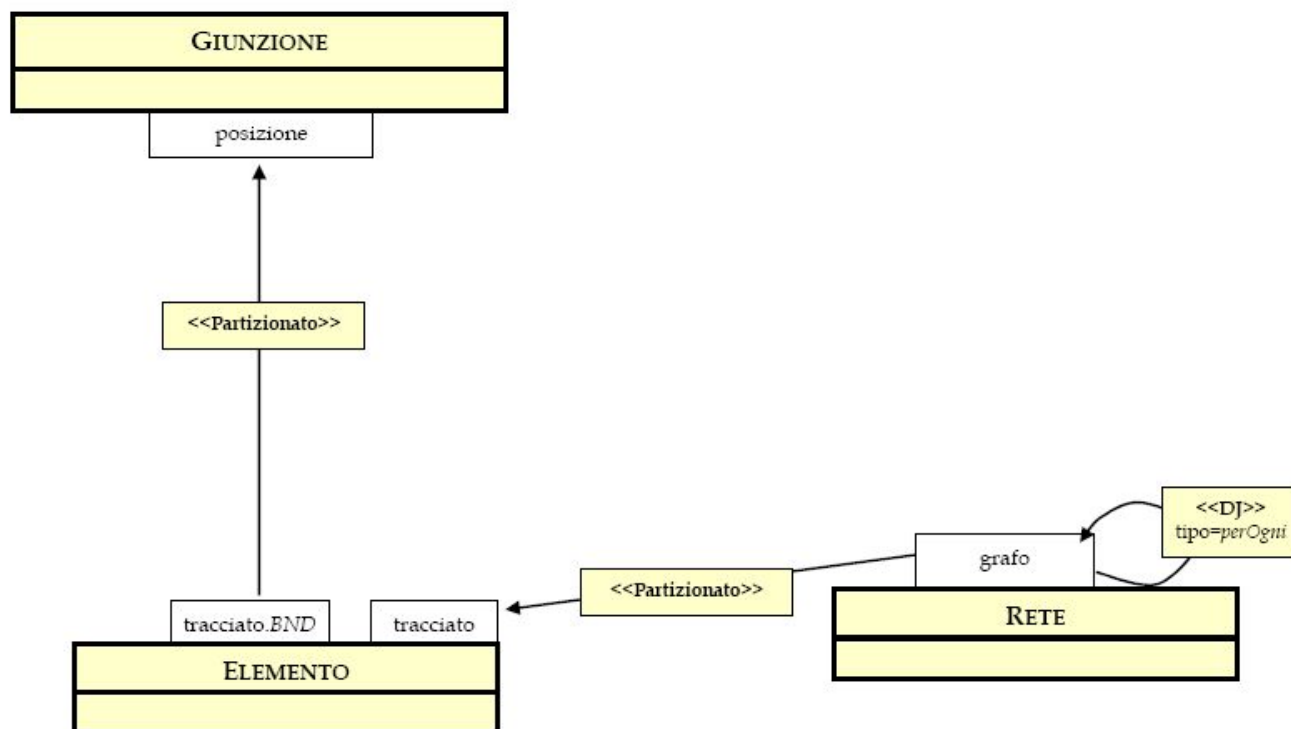 GIUNZIONE
posizione
<<Partizionato>>
<<DJ>>
tipo=perOgni
grafo
<<Partizionato>>
tracciato.BND
tracciato
RETE
ELEMENTO